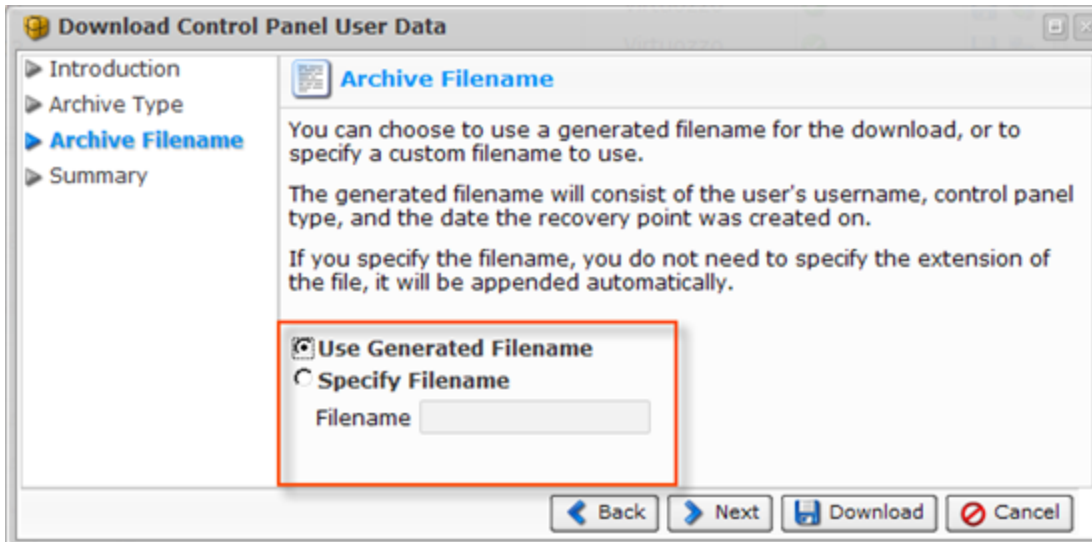 Download Control Panel User Data
Introduction
Archive Type
Archive Filename
Summary
Archive Filename
You can choose to use a generated filename for the download, or to
specify a custom filename to use.
The generated filename will consist of the user's username, control panel
type, and the date the recovery point was created on.
If you specify the filename, you do not need to specify the extension of
the file, it will be appended automatically.
Use Generated Filename
Specify Filename
Filename
Back
Next
Download
Cancel